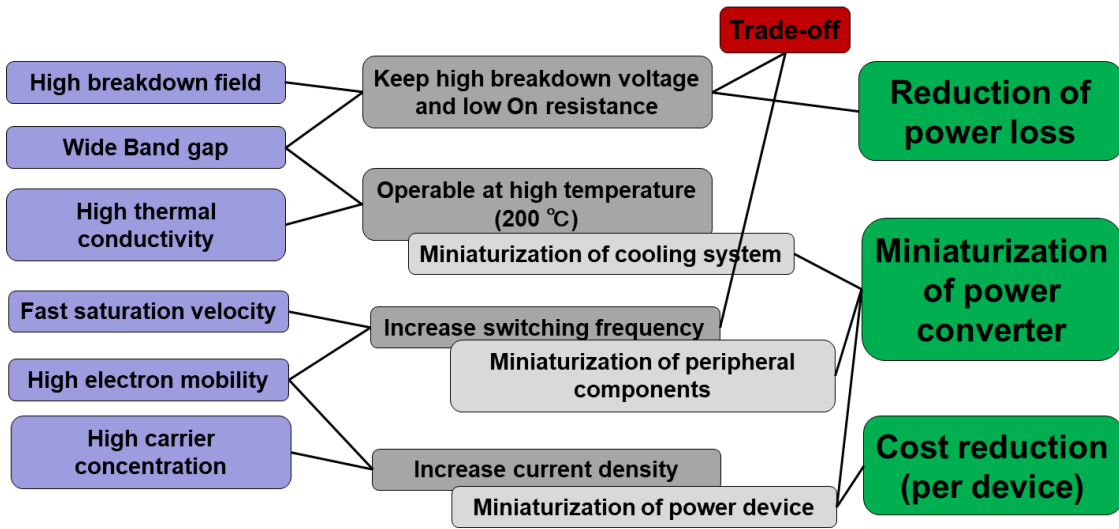 Trade-off
High breakdown field
Wide Band gap
High thermal
conductivity
Fast saturation velocity
High electron mobility
High carrier
concentration
Keep high breakdown voltage
and low On resistance
Operable at high temperature
(200 ℃)
Miniaturization of cooling system
Increase switching frequency
Miniaturization of peripheral
components
Increase current density
Miniaturization of power device
Reduction of
power loss
Miniaturization
of power
converter
Cost reduction
(per device)